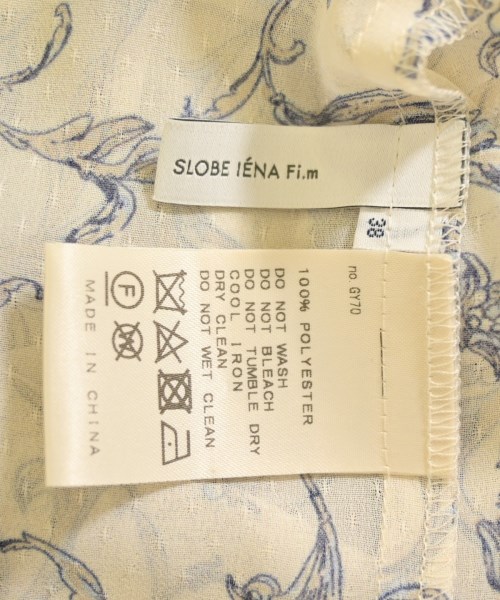 SLOBE IÉNA Fi.m
38
no. GY70
100% POLYESTER
DO NOT WASH
DO NOT BLEACH
DO NOT TUMBLE DRY
COOL IRON
DRY CLEAN
DO NOT WET CLEAN
F W
MADE IN CHINA